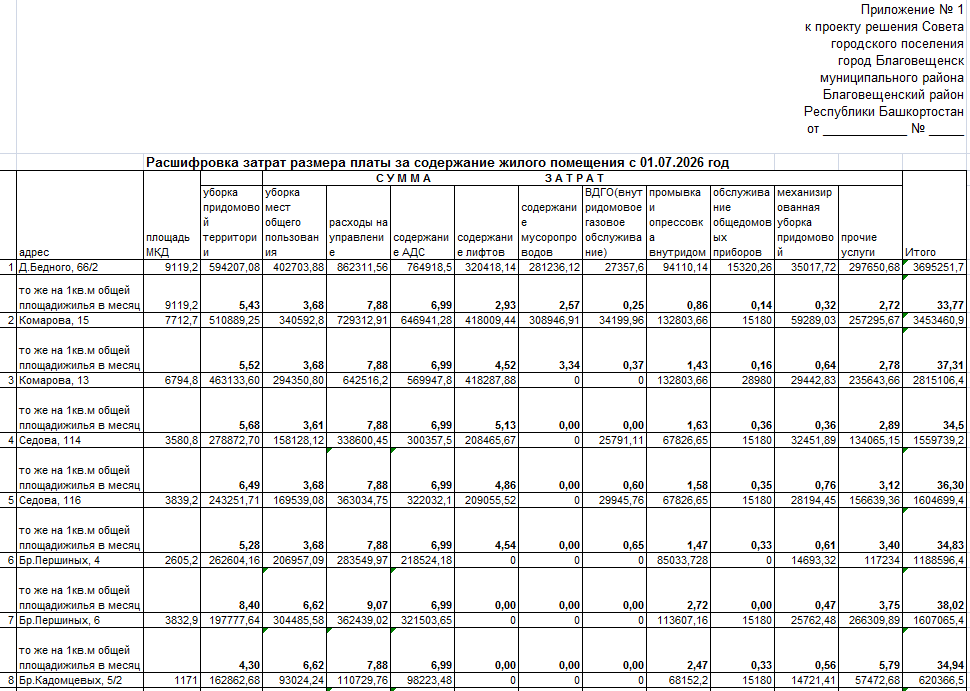 Приложение № 1
к проекту решения Совета
городского поселения
город Благовещенск
муниципального района
Благовещенский район
Республики Башкортостан
от ____________ № _____
Расшифровка затрат размера платы за содержание жилого помещения с 01.07.2026 год
С У М М А З А Т Р А Т
адрес площадь МКД уборка придомовой территории уборка мест общего пользования расходы на управление содержание АДС содержание лифтов содержание мусоропроводов ВДГО(внутридомовое газовое обслуживание) промывка и опрессовка внутридом обслуживание общедомовых приборов механизированная уборка придомовой прочие услуги Итого
1 Д.Бедного, 66/2 9119,2 594207,08 402703,88 862311,56 764918,5 320418,14 281236,12 27357,6 94110,14 15320,26 35017,72 297650,68 3695251,7
то же на 1кв.м общей
площадижилья в месяц 9119,2 5,43 3,68 7,88 6,99 2,93 2,57 0,25 0,86 0,14 0,32 2,72 33,77
2 Комарова, 15 7712,7 510889,25 340592,8 729312,91 646941,28 418009,44 308946,91 34199,96 132803,66 15180 59289,03 257295,67 3453460,9
то же на 1кв.м общей
площадижилья в месяц 5,52 3,68 7,88 6,99 4,52 3,34 0,37 1,43 0,16 0,64 2,78 37,31
3 Комарова, 13 6794,8 463133,60 294350,80 642516,2 569947,8 418287,88 0 0 132803,66 28980 29442,83 235643,66 2815106,4
то же на 1кв.м общей
площадижилья в месяц 5,68 3,61 7,88 6,99 5,13 0,00 0,00 1,63 0,36 0,36 2,89 34,5
4 Седова, 114 3580,8 278872,70 158128,12 338600,45 300357,5 208465,67 0 25791,11 67826,65 15180 32451,89 134065,15 1559739,2
то же на 1кв.м общей
площадижилья в месяц 6,49 3,68 7,88 6,99 4,86 0,00 0,60 1,58 0,35 0,76 3,12 36,30
5 Седова, 116 3839,2 243251,71 169539,08 363034,75 322032,1 209055,52 0 29945,76 67826,65 15180 28194,45 156639,36 1604699,4
то же на 1кв.м общей
площадижилья в месяц 5,28 3,68 7,88 6,99 4,54 0,00 0,65 1,47 0,33 0,61 3,40 34,83
6 Бр.Першиных, 4 2605,2 262604,16 206957,09 283549,97 218524,18 0 0 0 85033,728 0 14693,32 117234 1188596,4
то же на 1кв.м общей
площадижилья в месяц 8,40 6,62 9,07 6,99 0,00 0,00 0,00 2,72 0,00 0,47 3,75 38,02
7 Бр.Першиных, 6 3832,9 197777,64 304485,58 362439,02 321503,65 0 0 0 113607,16 15180 25762,48 266309,89 1607065,4
то же на 1кв.м общей
площадижилья в месяц 4,30 6,62 7,88 6,99 0,00 0,00 0,00 2,47 0,33 0,56 5,79 34,94
8 Бр.Кадомцевых, 5/2 1171 162862,68 93024,24 110729,76 98223,48 0 0 0 68152,2 15180 14721,41 57472,68 620366,5